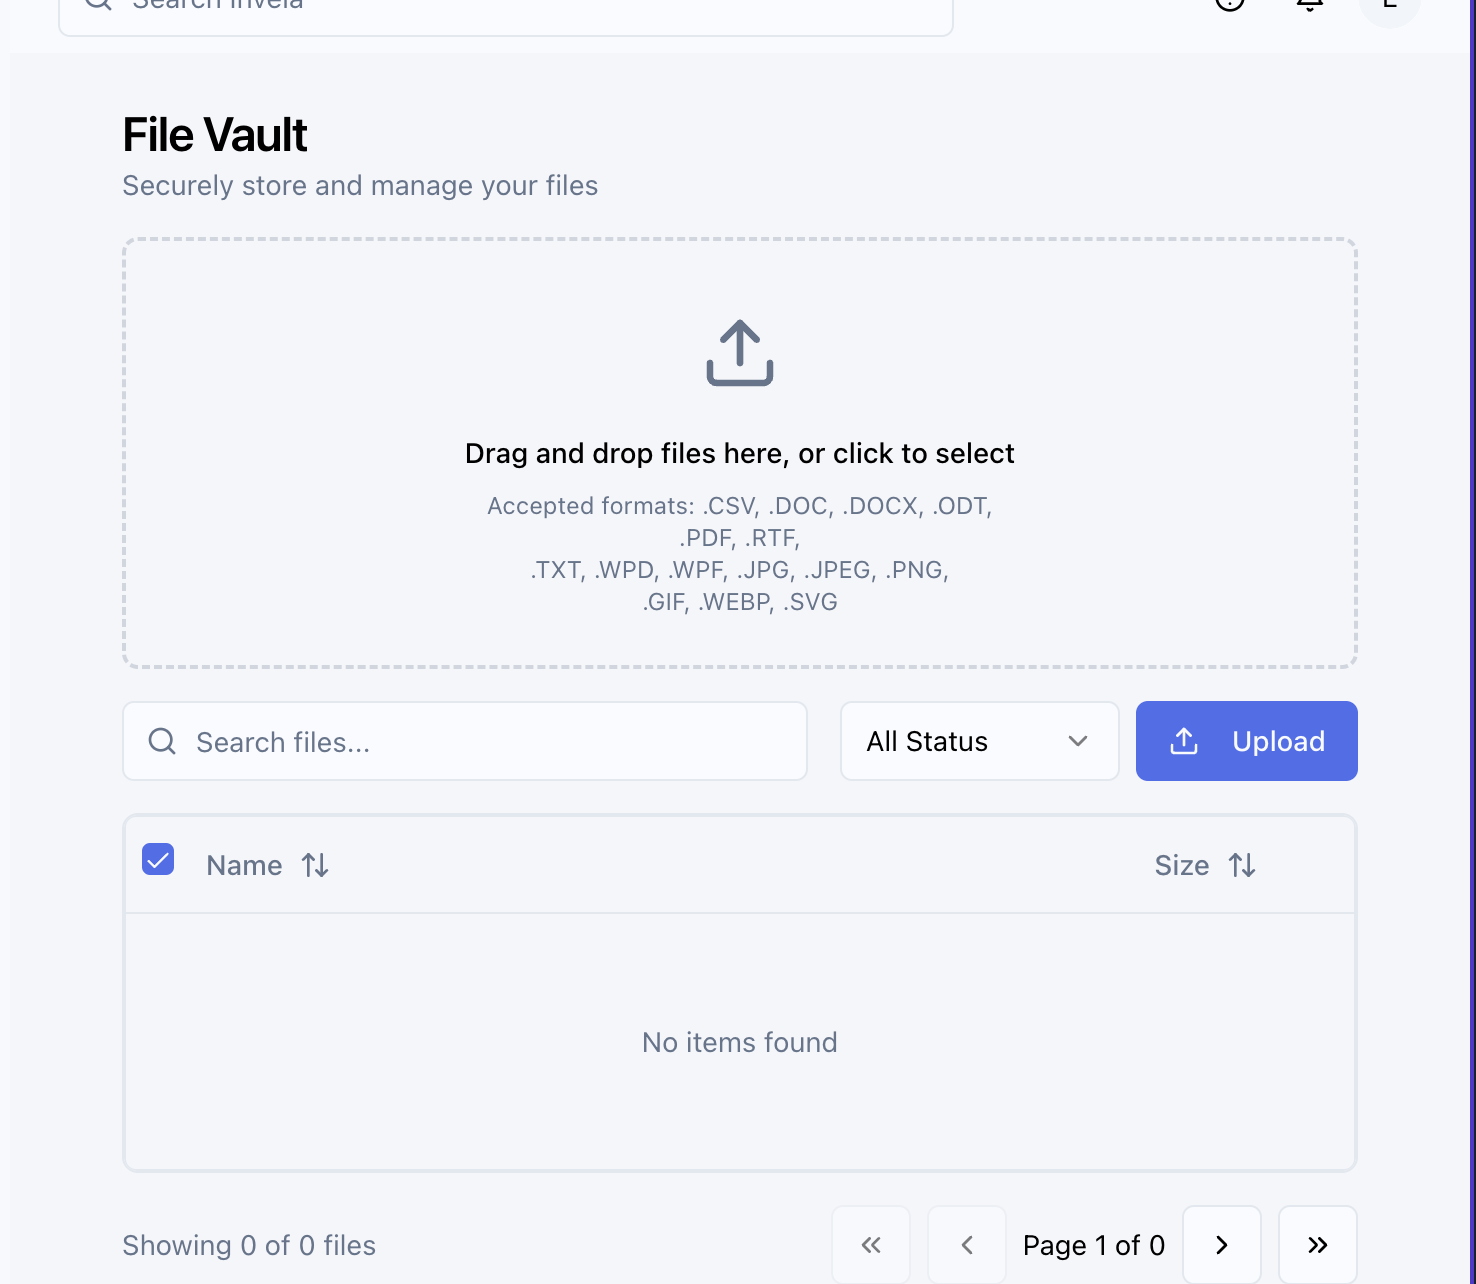 Search Invela
E
File Vault
Securely store and manage your files
Drag and drop files here, or click to select
Accepted formats: .CSV, .DOC, .DOCX, .ODT,
.PDF, .RTF,
.TXT, .WPD, .WPF, .JPG, .JPEG, .PNG,
.GIF, .WEBP, .SVG
Search files...
All Status
Upload
Name
Size
No items found
Showing 0 of 0 files
Page 1 of 0